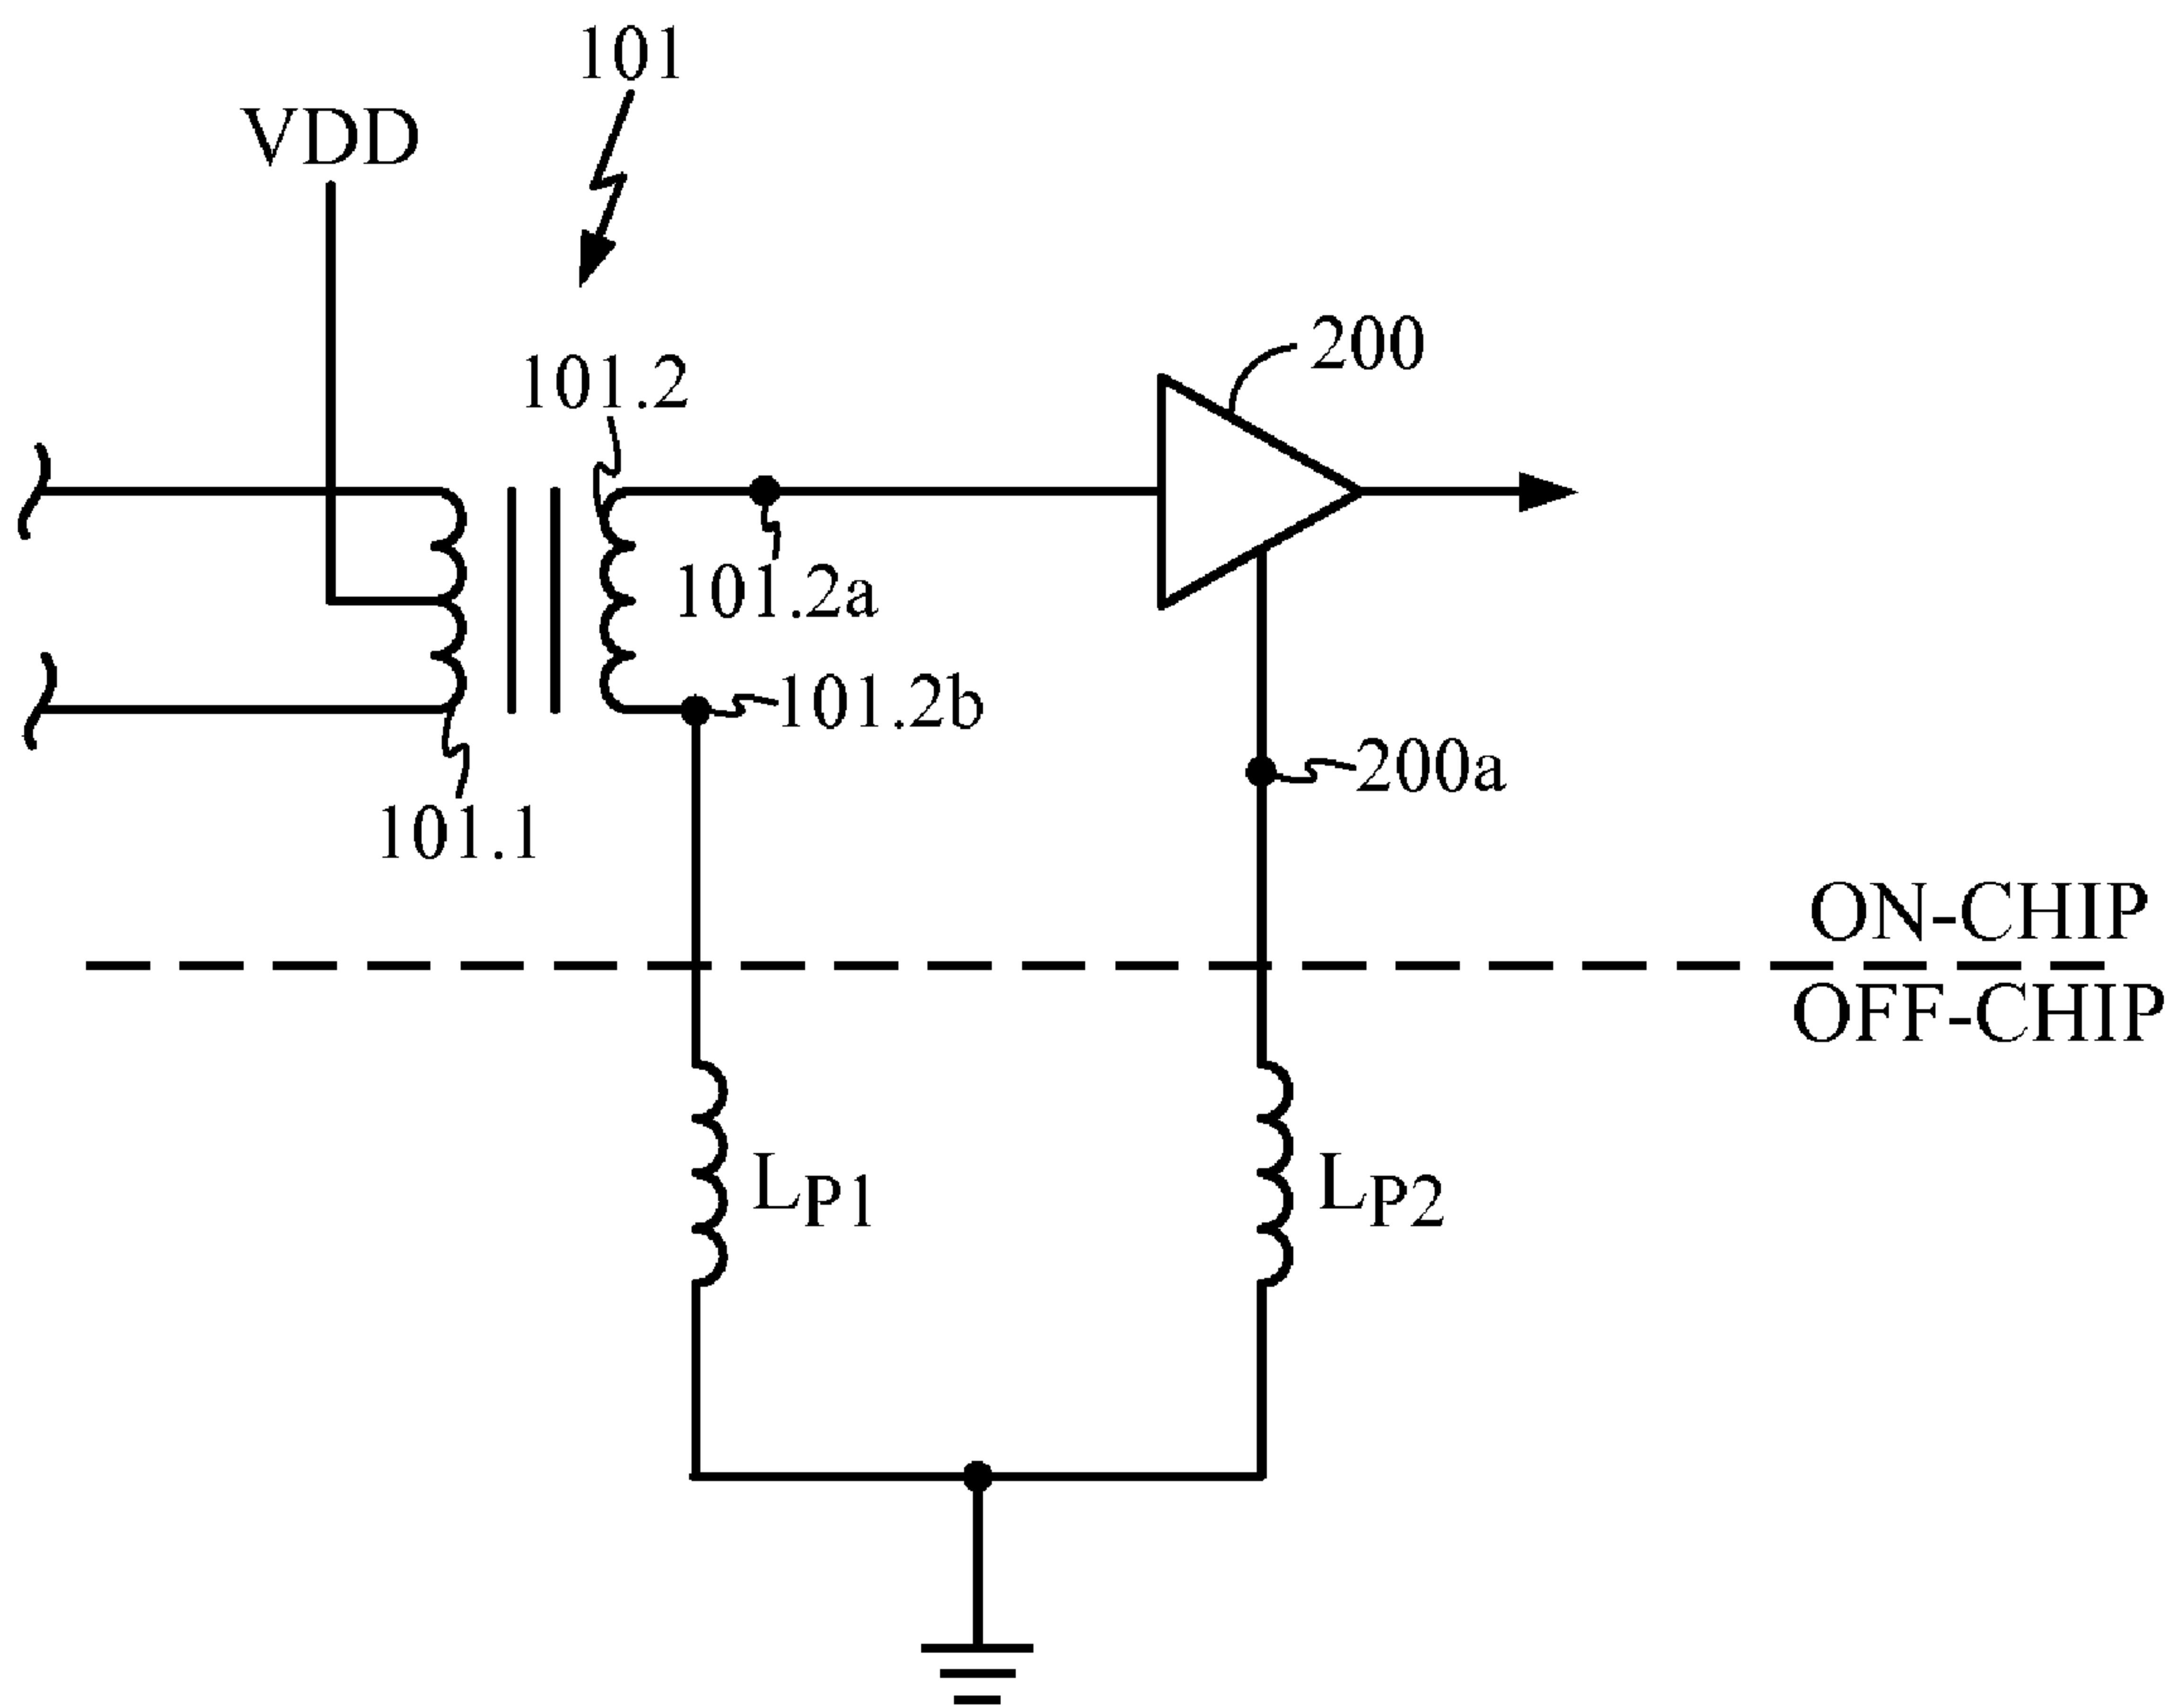 101
VDD
200
101.2
101.2a
101.2b
200a
101.1
ON-CHIP
OFF-CHIP
LP1
LP2